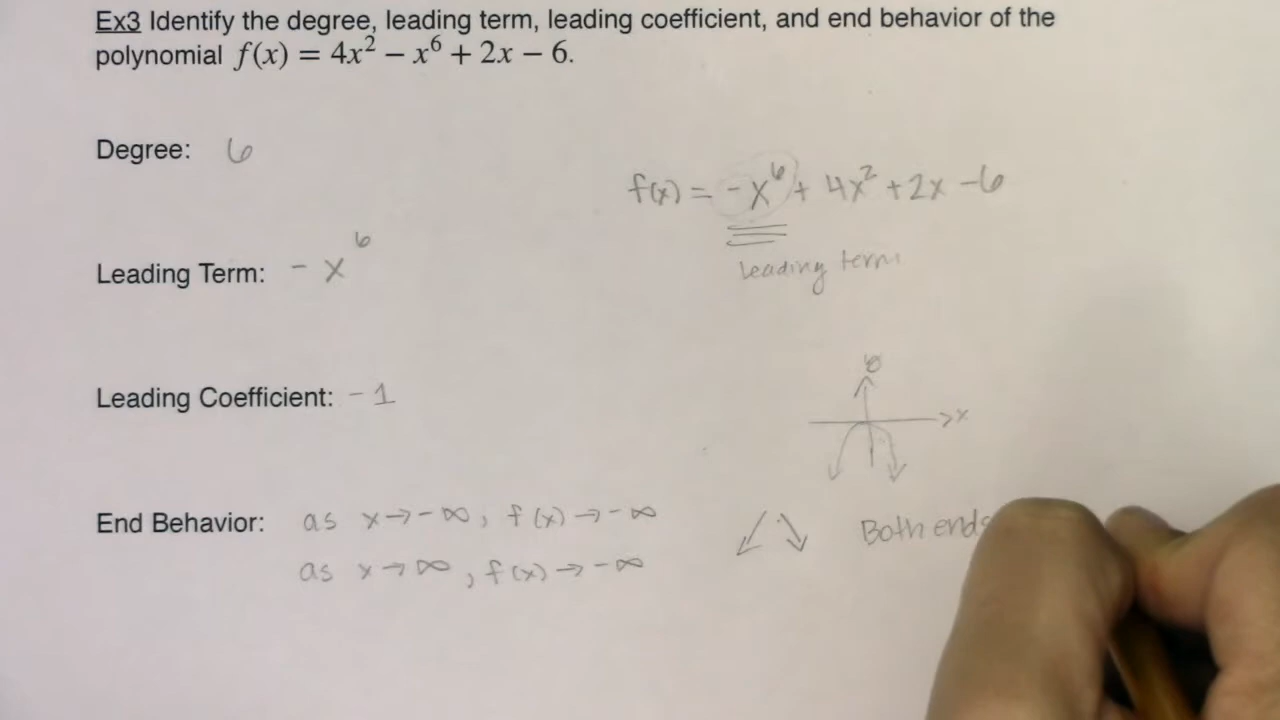 Ex3 Identify the degree, leading term, leading coefficient, and end behavior of the
polynomial f(x) = 4x² − x⁶ + 2x − 6.
Degree: 6
f(x) = -x⁶ + 4x² + 2x - 6
Leading Term: - x⁶
leading term
Leading Coefficient: - 1
x
End Behavior: as x → -∞, f(x) → -∞
as x → ∞, f(x) → -∞
Both ends